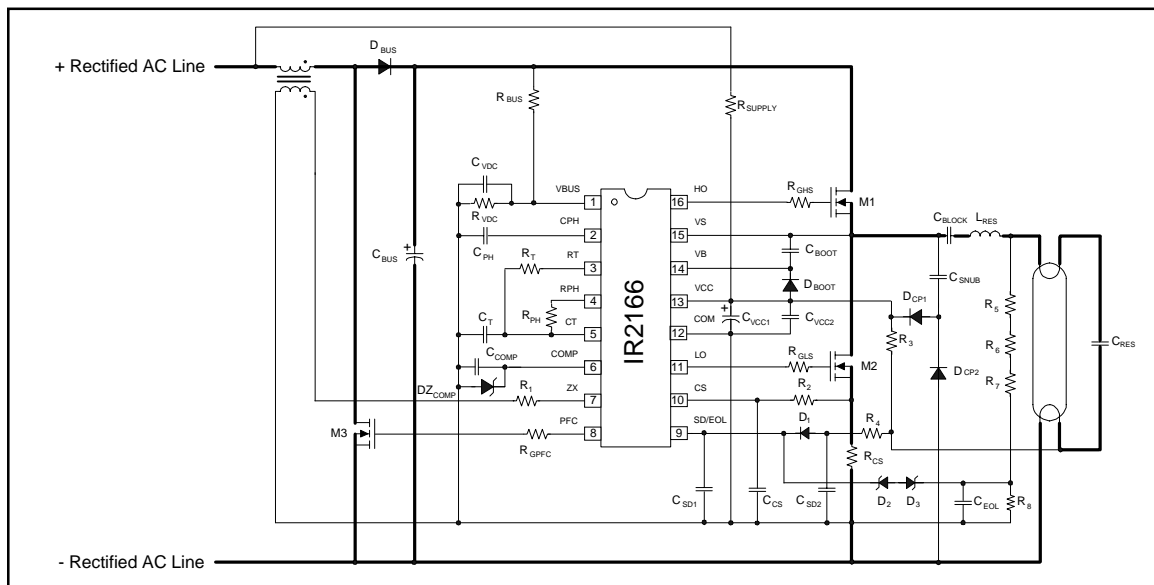 D BUS
+ Rectified AC Line
R BUS
R SUPPLY
C VDC
R VDC
VBUS
1
CPH
2
C PH
R T
RT
3
RPH
4
R PH
C T
CT
5
C COMP
COMP
6
DZ COMP
R 1
ZX
7
PFC
8
R GPFC
M3
C BUS
IR2166
HO
16
R GHS
M1
VS
15
C BOOT
VB
14
D BOOT
VCC
13
C VCC1
C VCC2
COM
12
LO
11
R GLS
M2
CS
10
R 2
SD/EOL
9
D 1
R 4
R 3
R CS
D CP1
D CP2
C SNUB
C BLOCK
L RES
R 5
R 6
R 7
C RES
C SD1
C CS
C SD2
D 2
D 3
C EOL
R 8
- Rectified AC Line
+
+